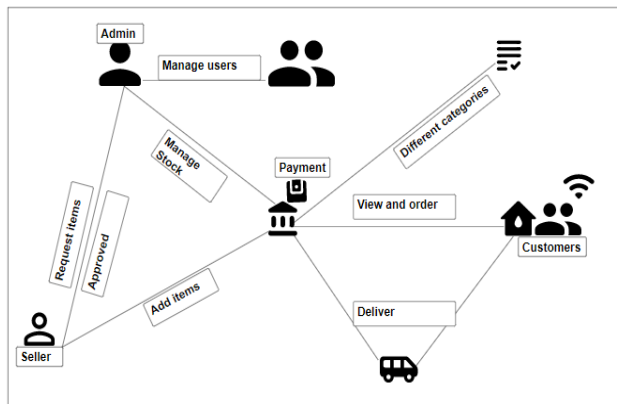 Admin
Manage users
Different categories
Manage
Stock
Payment
View and order
Customers
Request items
Approved
Add items
Deliver
Seller